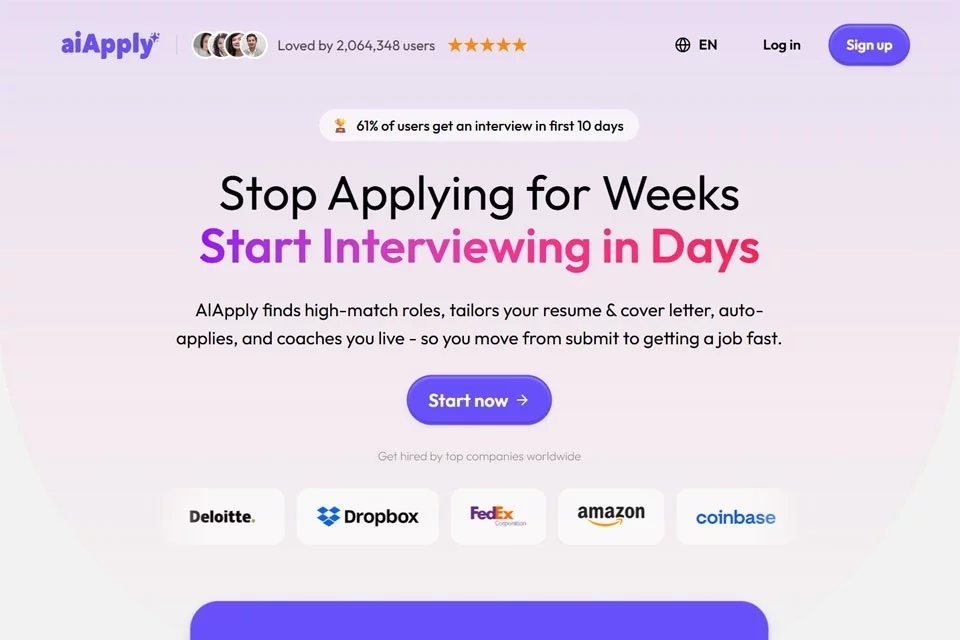 aiApply
Loved by 2,064,348 users
EN
Log in
Sign up
61% of users get an interview in first 10 days
Stop Applying for Weeks
Start Interviewing in Days
AIApply finds high-match roles, tailors your resume & cover letter, auto-
applies, and coaches you live - so you move from submit to getting a job fast.
Start now →
Get hired by top companies worldwide
Deloitte.
Dropbox
FedEx
Corporation
amazon
coinbase